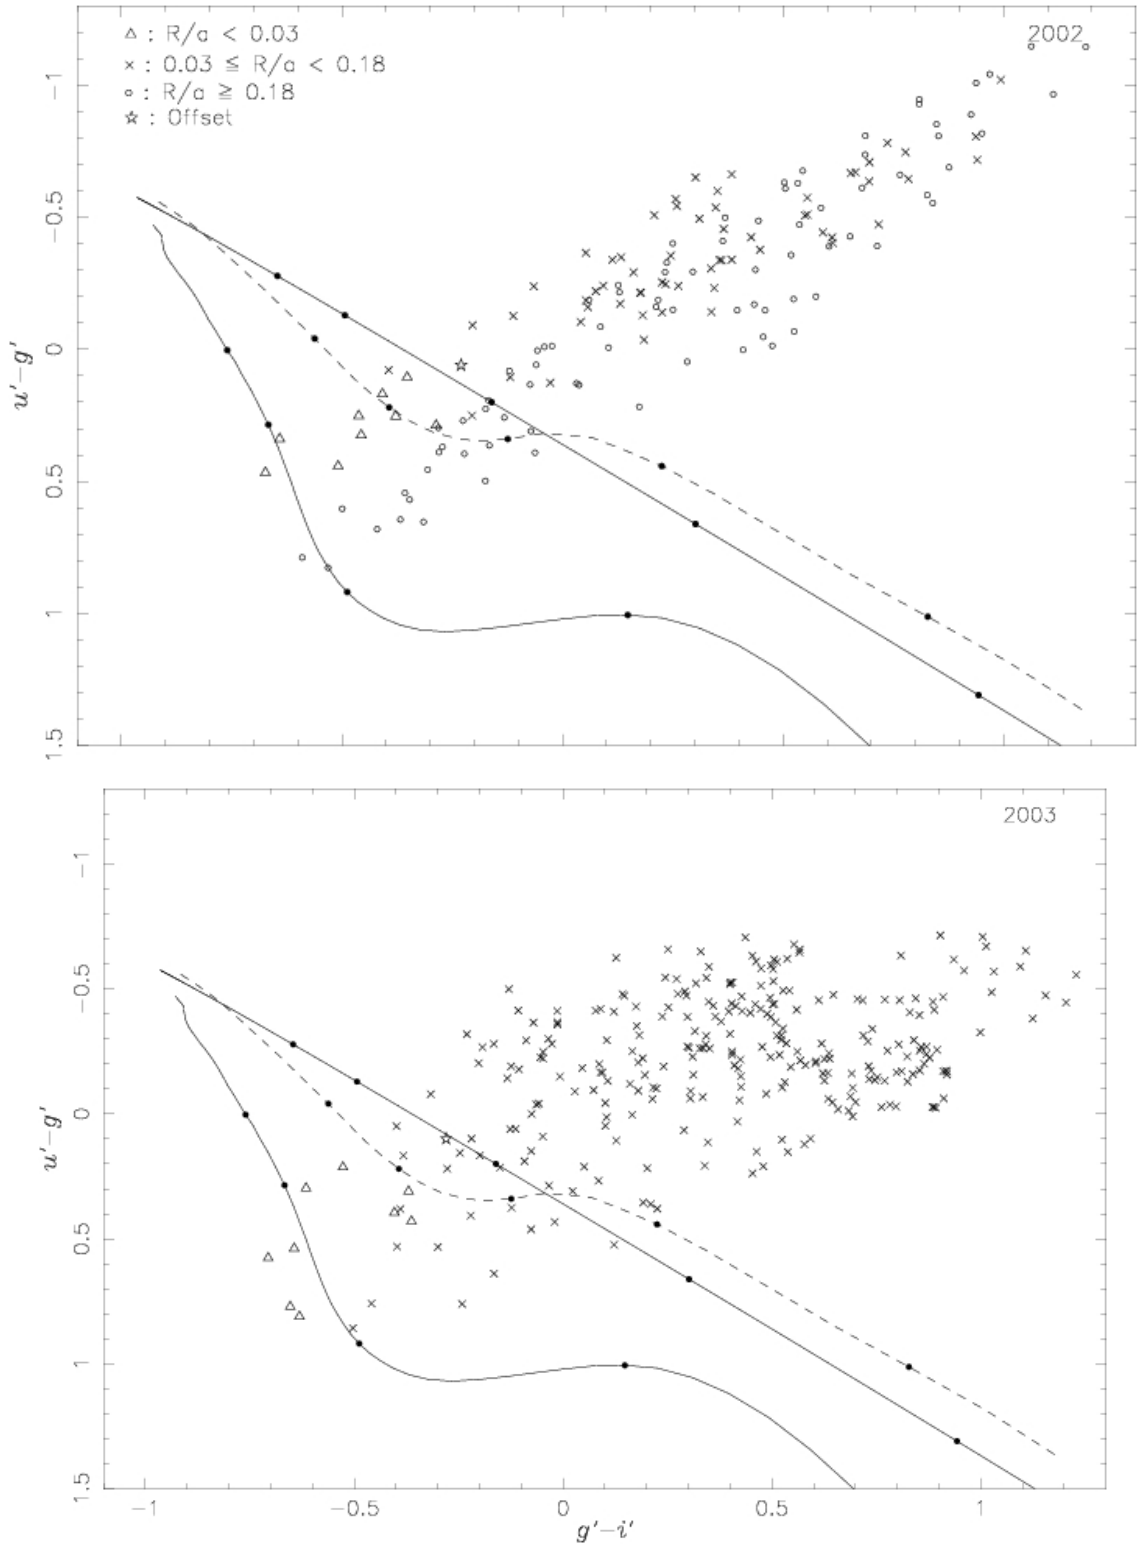 △ : R/a < 0.03
× : 0.03 ≤ R/a < 0.18
○ : R/a ≧ 0.18
☆ : Offset
2002
−1
−0.5
0
0.5
1
1.5
u′−g′
2003
−1
−0.5
0
0.5
1
1.5
u′−g′
−1 −0.5 0 0.5 1
g′−i′